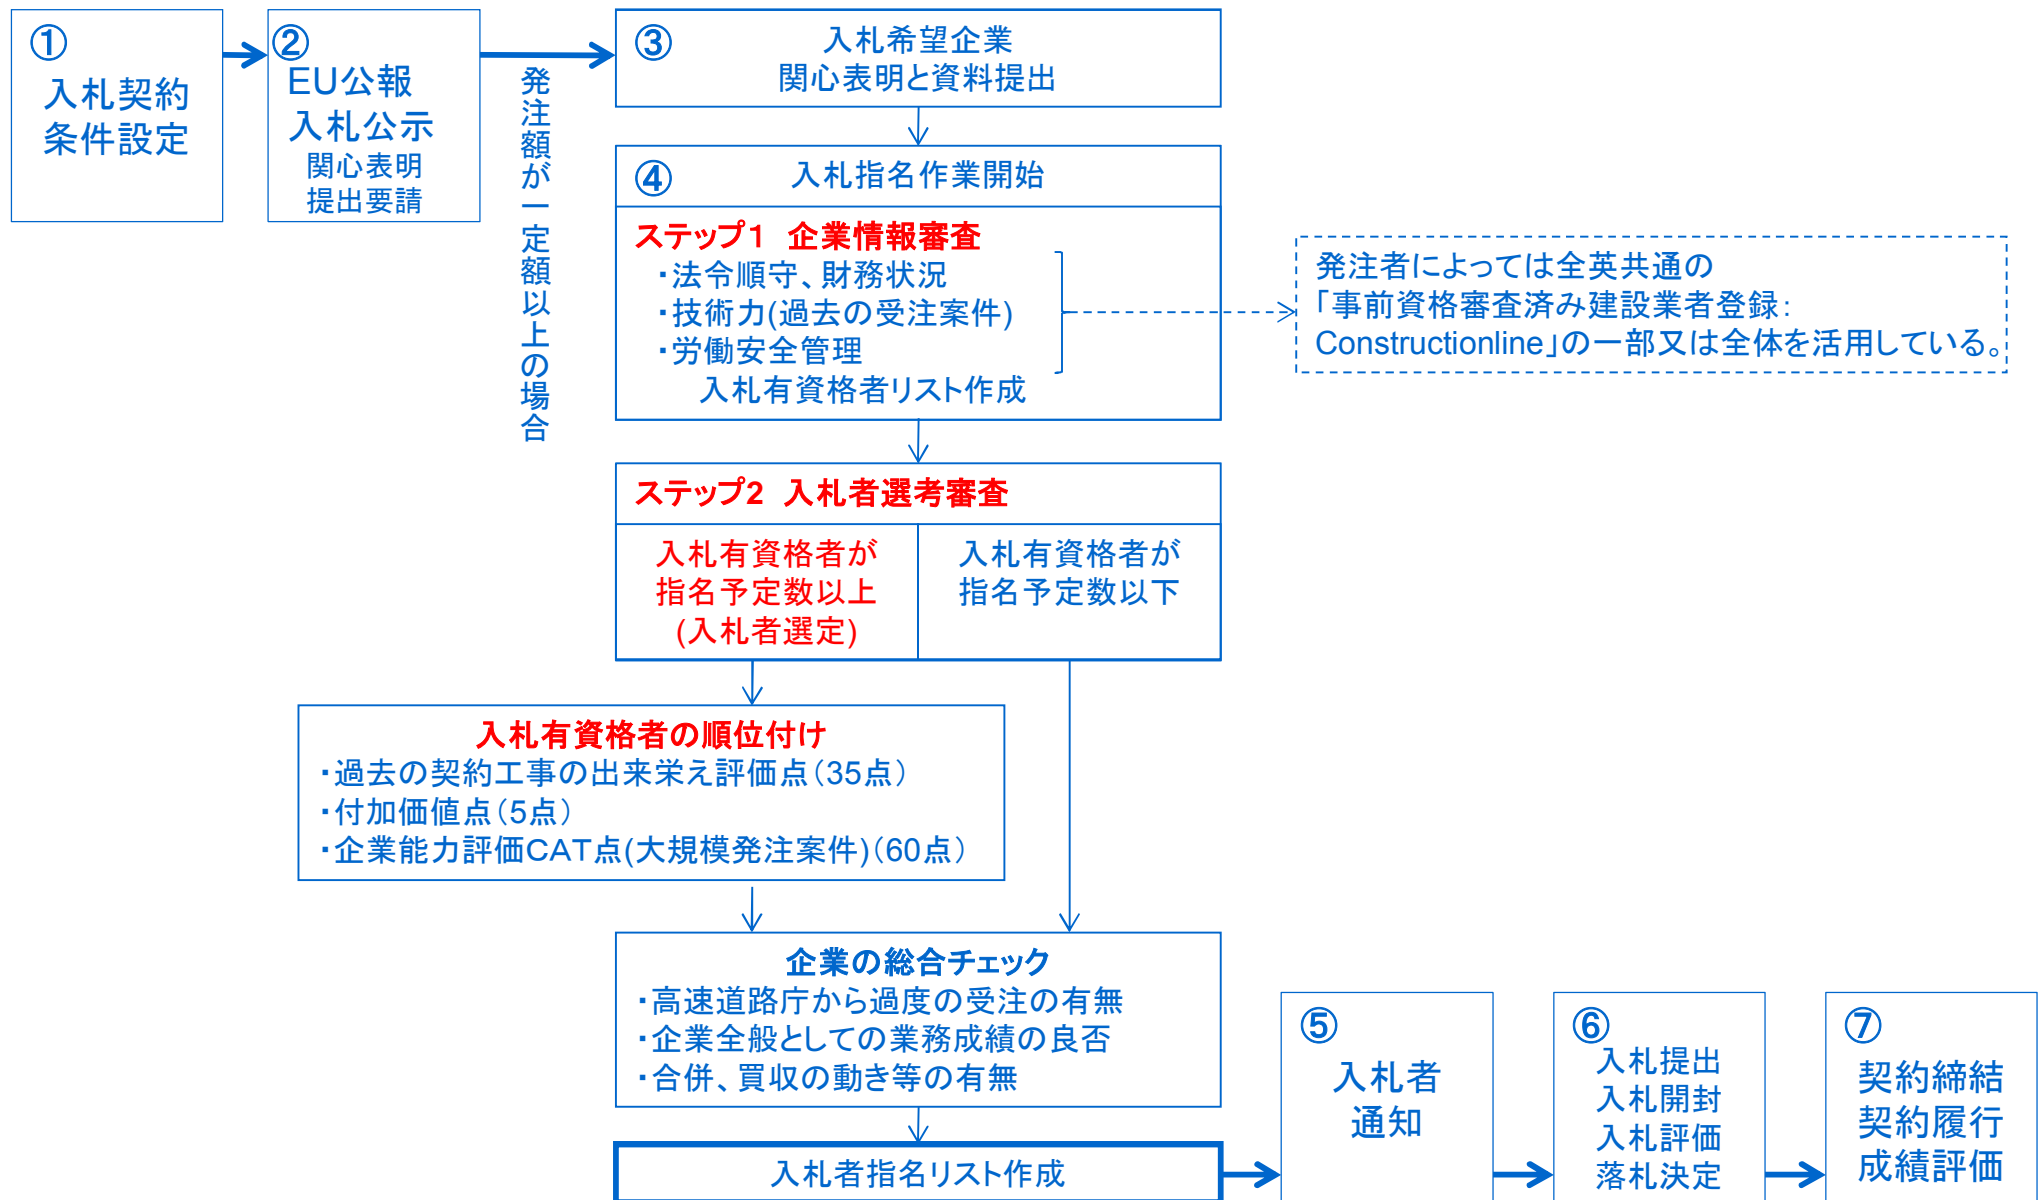 ①
入札契約
条件設定
②
EU公報
入札公示
関心表明
提出要請
発注額が一定額以上の場合
③
入札希望企業
関心表明と資料提出
④
入札指名作業開始
ステップ1 企業情報審査
・法令順守、財務状況
・技術力(過去の受注案件)
・労働安全管理
入札有資格者リスト作成
発注者によっては全英共通の
「事前資格審査済み建設業者登録:
Constructionline」の一部又は全体を活用している。
ステップ2 入札者選考審査
入札有資格者が
指名予定数以上
(入札者選定)
入札有資格者が
指名予定数以下
入札有資格者の順位付け
・過去の契約工事の出来栄え評価点(35点)
・付加価値点(5点)
・企業能力評価CAT点(大規模発注案件)(60点)
企業の総合チェック
・高速道路庁から過度の受注の有無
・企業全般としての業務成績の良否
・合併、買収の動き等の有無
入札者指名リスト作成
⑤
入札者
通知
⑥
入札提出
入札開封
入札評価
落札決定
⑦
契約締結
契約履行
成績評価